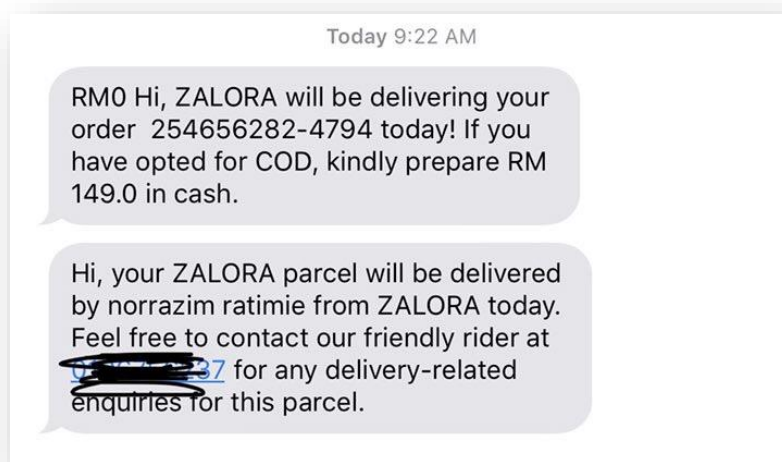 Today 9:22 AM
RM0 Hi, ZALORA will be delivering your
order 254656282-4794 today! If you
have opted for COD, kindly prepare RM
149.0 in cash.
Hi, your ZALORA parcel will be delivered
by norrazim ratimie from ZALORA today.
Feel free to contact our friendly rider at
37 for any delivery-related
enquiries for this parcel.